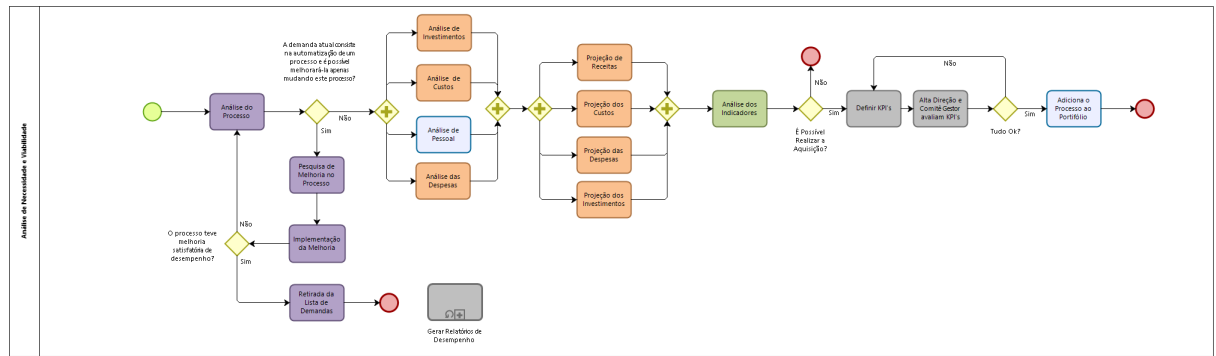 Análise de Necessidade e Viabilidade
A demanda atual consiste
na automatização de um
processo e é possível
melhorará-la apenas
mudando este processo?
Análise do
Processo
Sim
Não
Pesquisa de
Melhoria no
Processo
Implementação
da Melhoria
O processo teve
melhoria
satisfatória de
desempenho?
Não
Sim
Retirada da
Lista de
Demandas
Análise de
Investimentos
Análise de
Custos
Análise de
Pessoal
Análise das
Despesas
Gerar Relatórios de
Desempenho
Projeção de
Receitas
Projeção dos
Custos
Projeção das
Despesas
Projeção dos
Investimentos
Análise dos
Indicadores
Não
Sim
É Possível
Realizar a
Aquisição?
Definir KPI's
Alta Direção e
Comitê Gestor
avaliam KPI's
Não
Sim
Tudo Ok?
Adiciona o
Processo ao
Portifólio